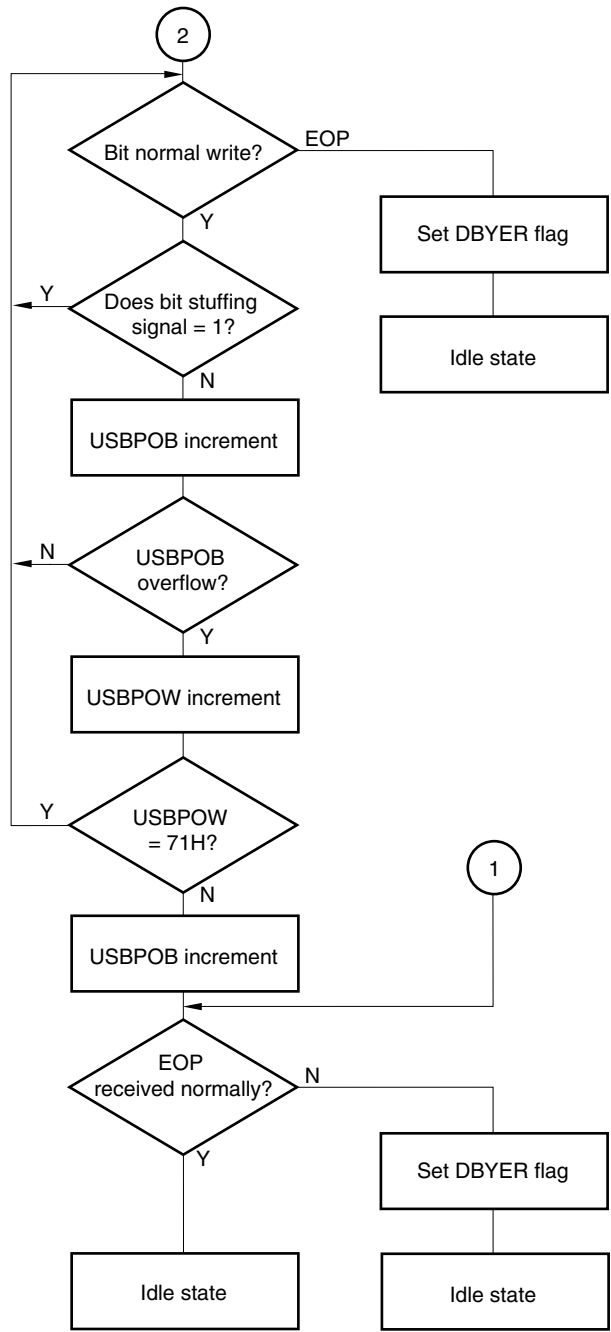 2
Bit normal write?
EOP
Y
Set DBYER flag
Y
Does bit stuffing
signal = 1?
Idle state
N
USBPOB increment
N
USBPOB
overflow?
Y
USBPOW increment
Y
USBPOW
= 71H?
1
N
USBPOB increment
EOP
received normally?
N
Y
Set DBYER flag
Idle state
Idle state